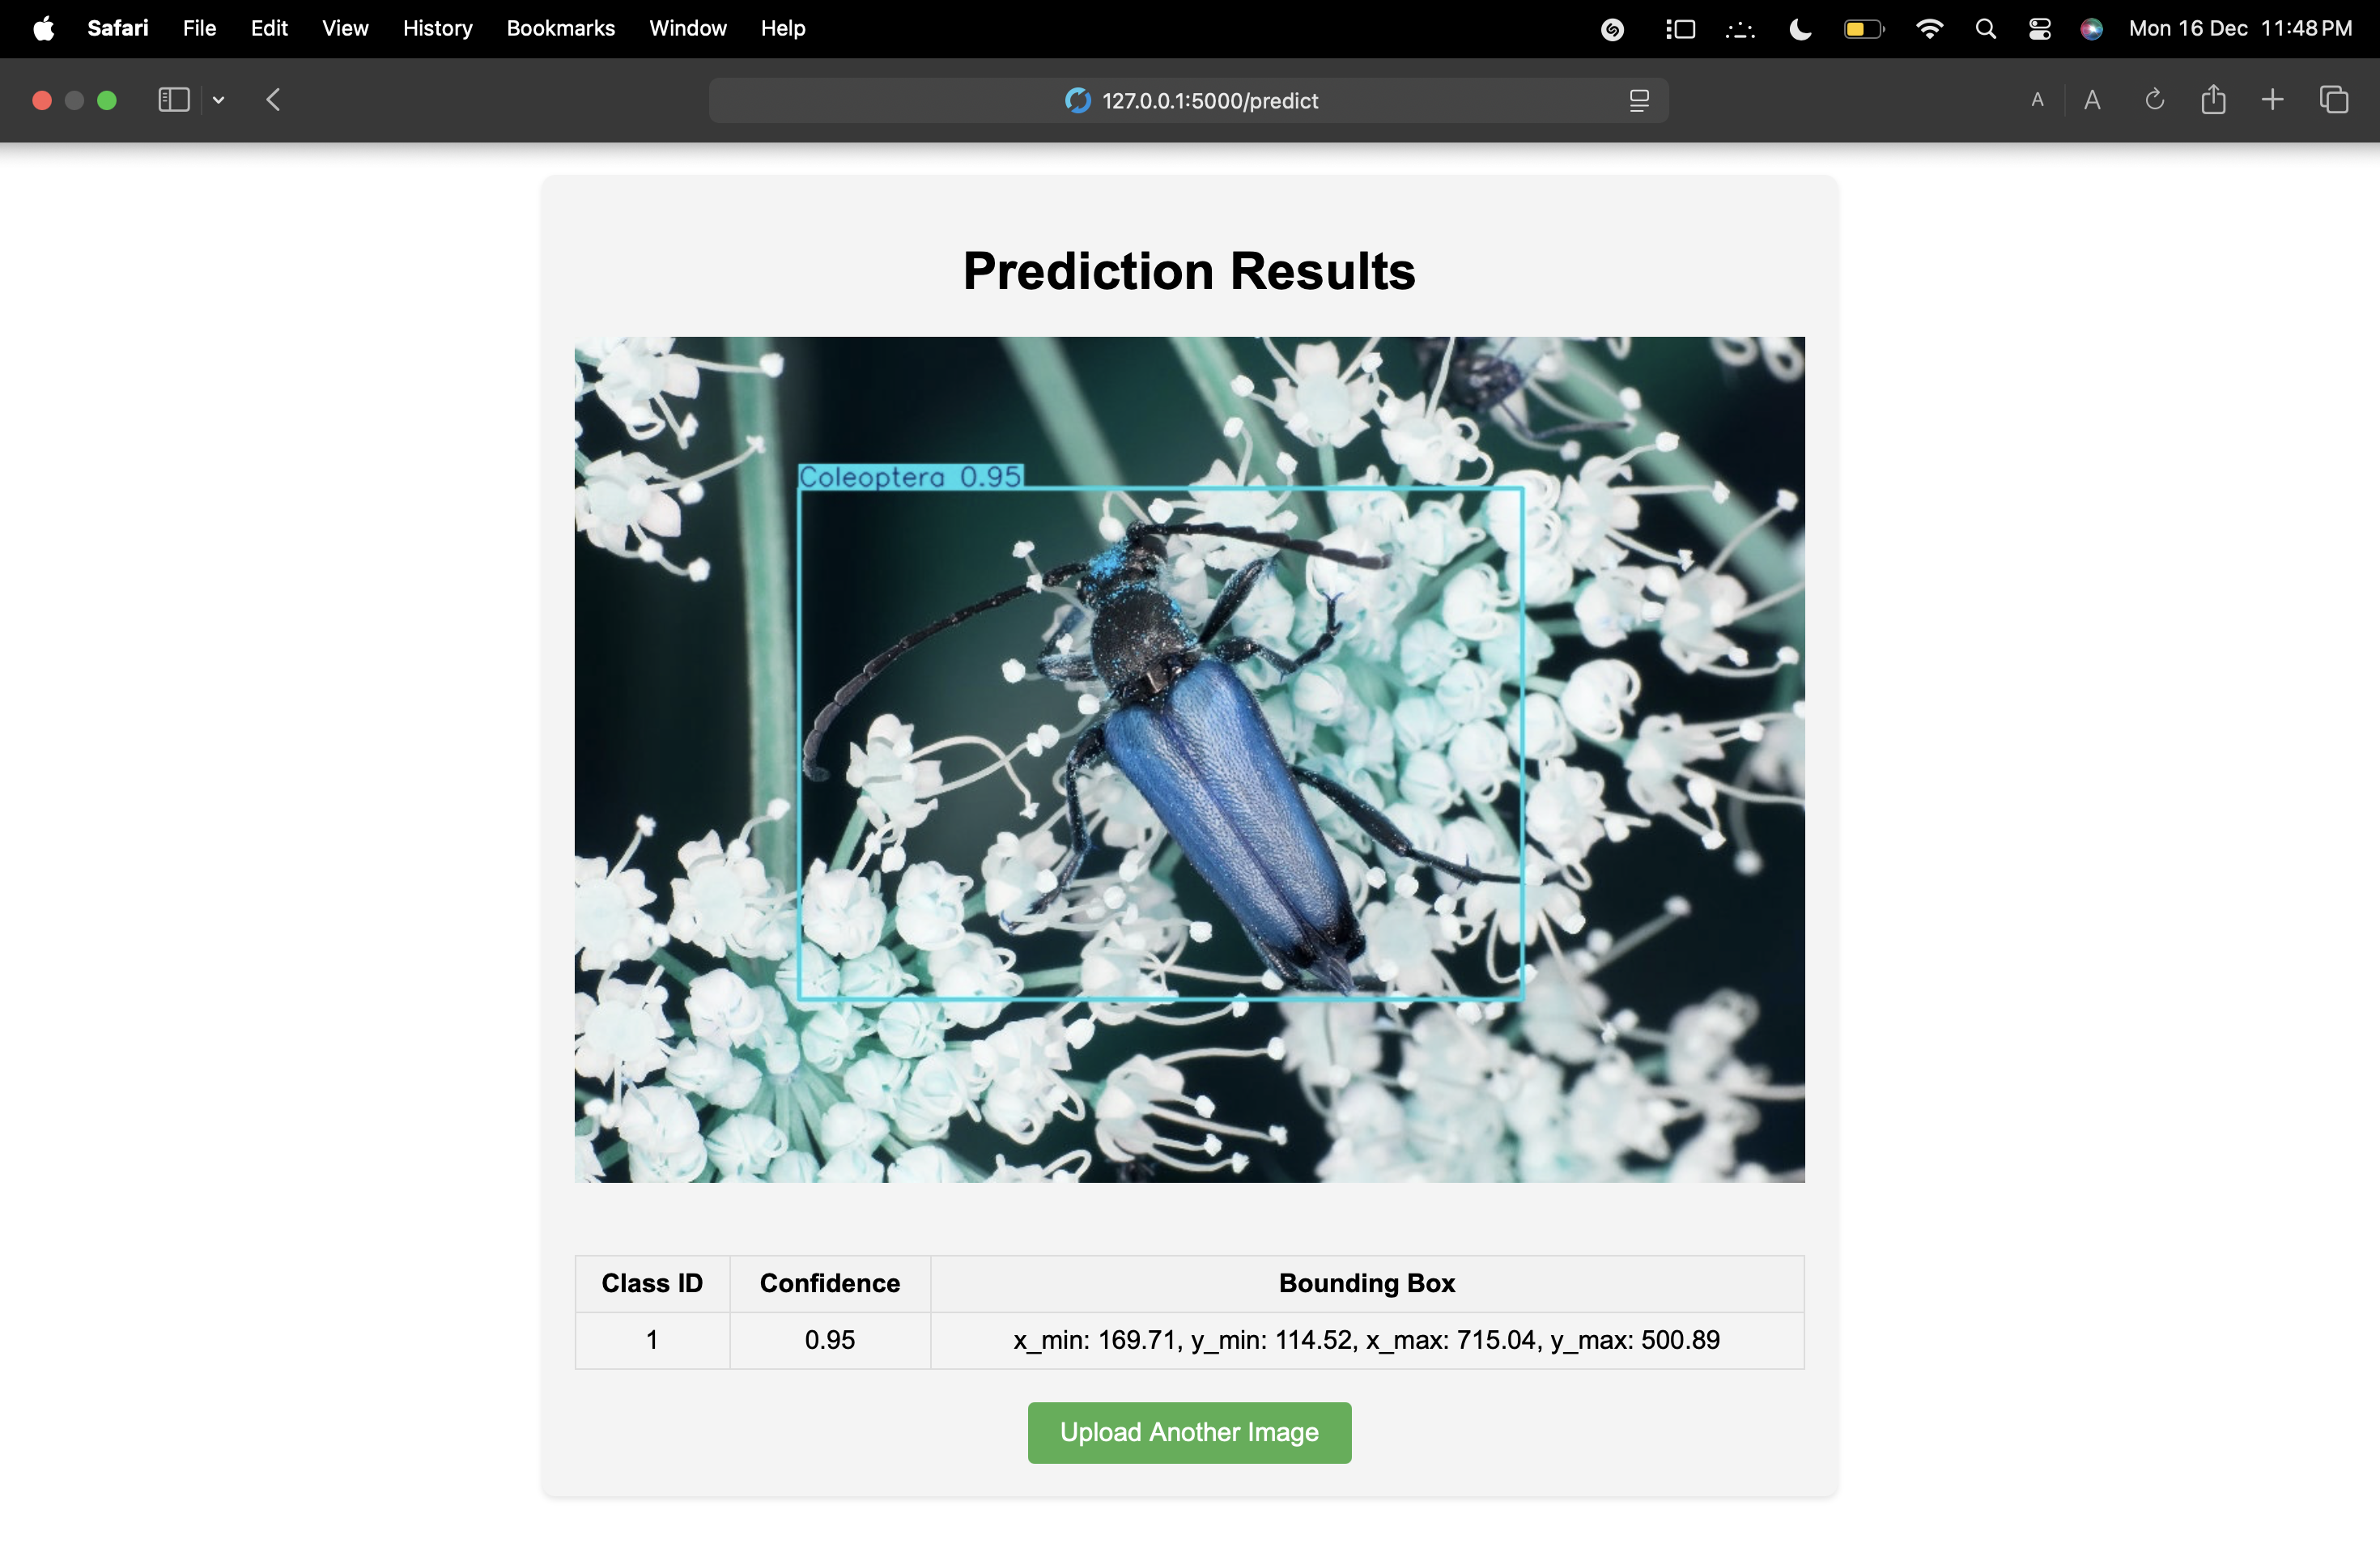 Safari File Edit View History Bookmarks Window Help Mon 16 Dec 11:48 PM
127.0.0.1:5000/predict A A
Prediction Results
Coleoptera 0.95
Class ID Confidence Bounding Box
1 0.95 x_min: 169.71, y_min: 114.52, x_max: 715.04, y_max: 500.89
Upload Another Image